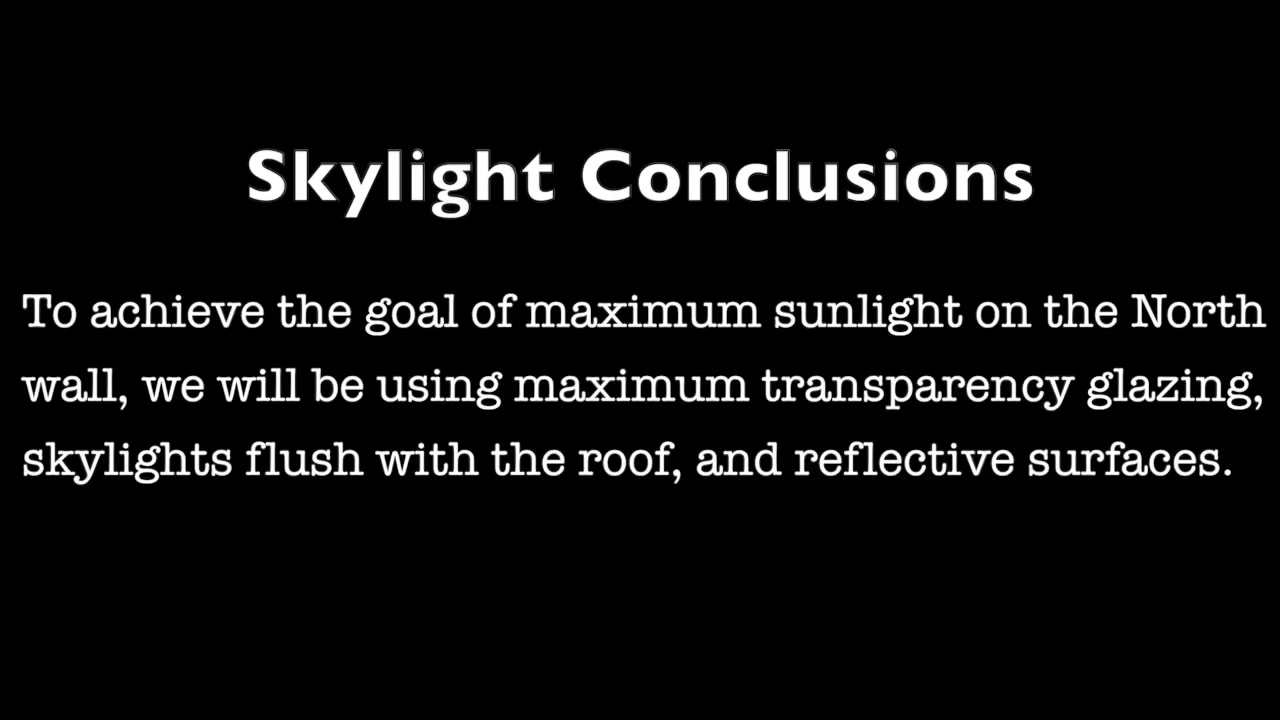 Skylight Conclusions
To achieve the goal of maximum sunlight on the North
wall, we will be using maximum transparency glazing,
skylights flush with the roof, and reflective surfaces.